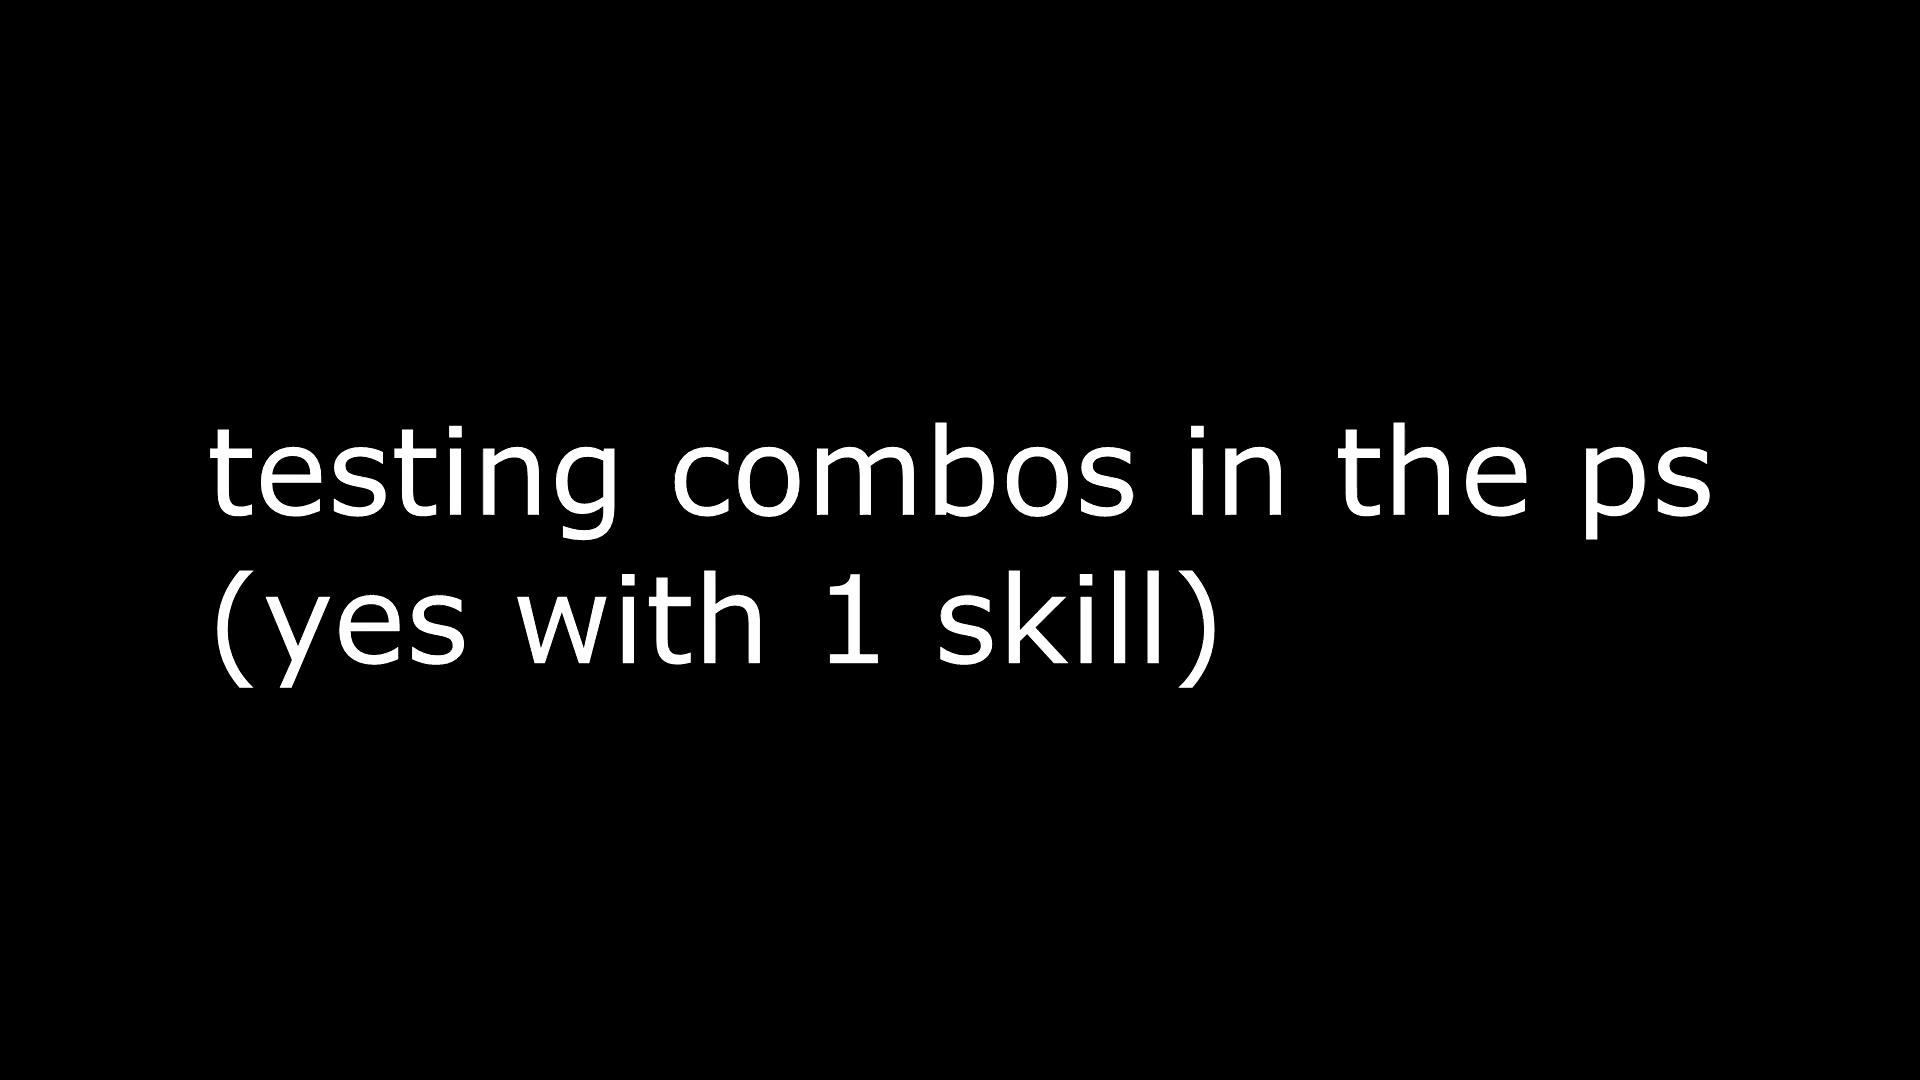 testing combos in the ps
(yes with 1 skill)